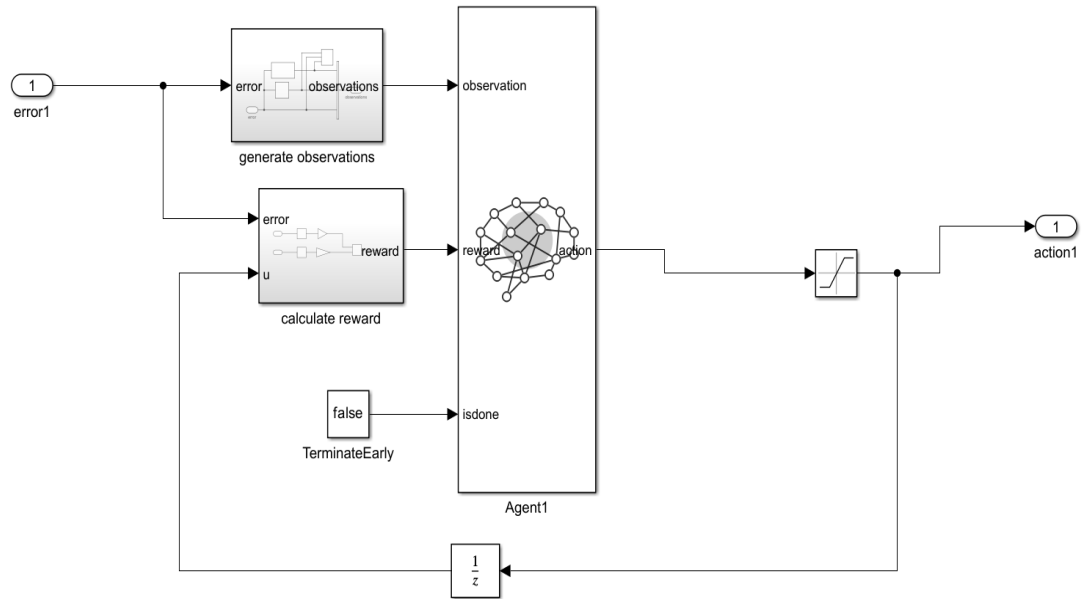 1
error1
error
observations
generate observations
observation
error
u
reward
calculate reward
reward
action
1
action1
false
isdone
TerminateEarly
Agent1
1
z